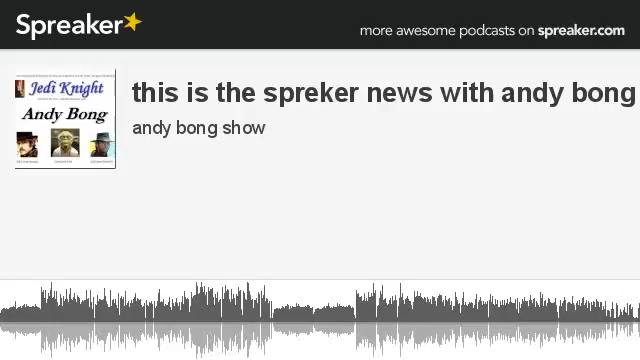 Spreaker
more awesome podcasts on spreaker.com
Jedi Knight
Andy Bong
this is the spreker news with andy bong
andy bong show